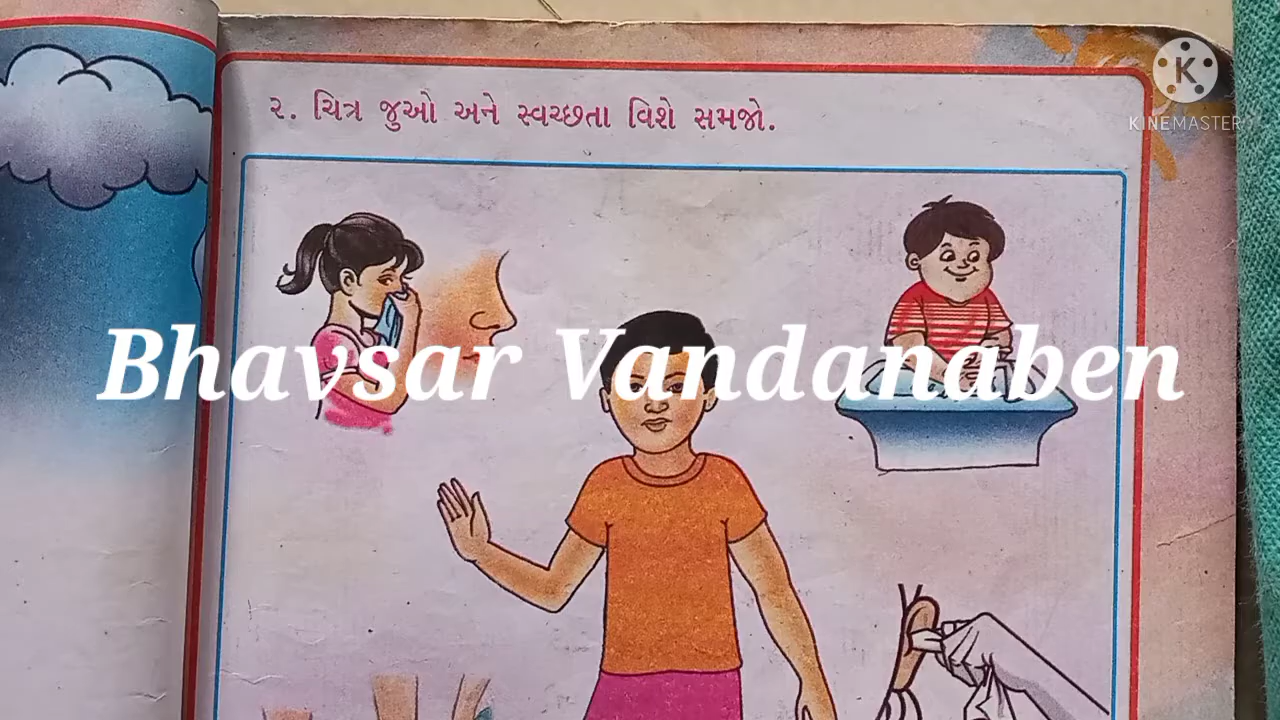 ૨. ચિત્ર જુઓ અને સ્વચ્છતા વિશે સમજો.
KINEMASTER
Bhavsar Vandanaben